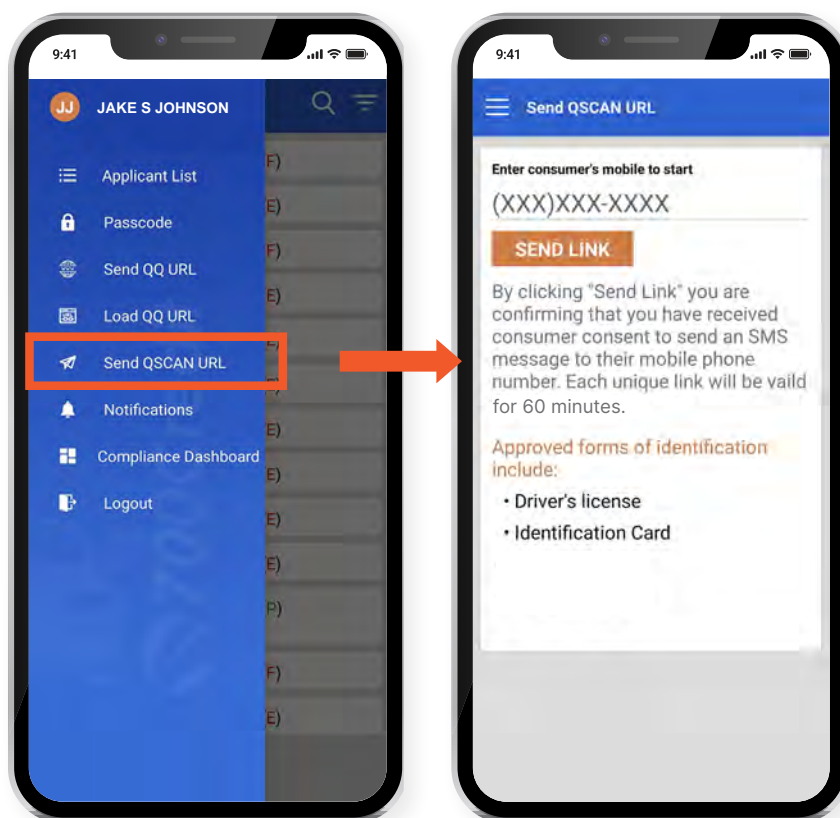 9:41
JJ JAKE S JOHNSON
Applicant List
Passcode
Send QQ URL
Load QQ URL
Send QSCAN URL
Notifications
Compliance Dashboard
Logout
F)
E)
F)
E)
E)
E)
E)
E)
E)
P)
F)
E)
9:41
Send QSCAN URL
Enter consumer's mobile to start
(XXX)XXX-XXXX
SEND LINK
By clicking "Send Link" you are
confirming that you have received
consumer consent to send an SMS
message to their mobile phone
number. Each unique link will be vaild
for 60 minutes.
Approved forms of identification
include:
• Driver's license
• Identification Card